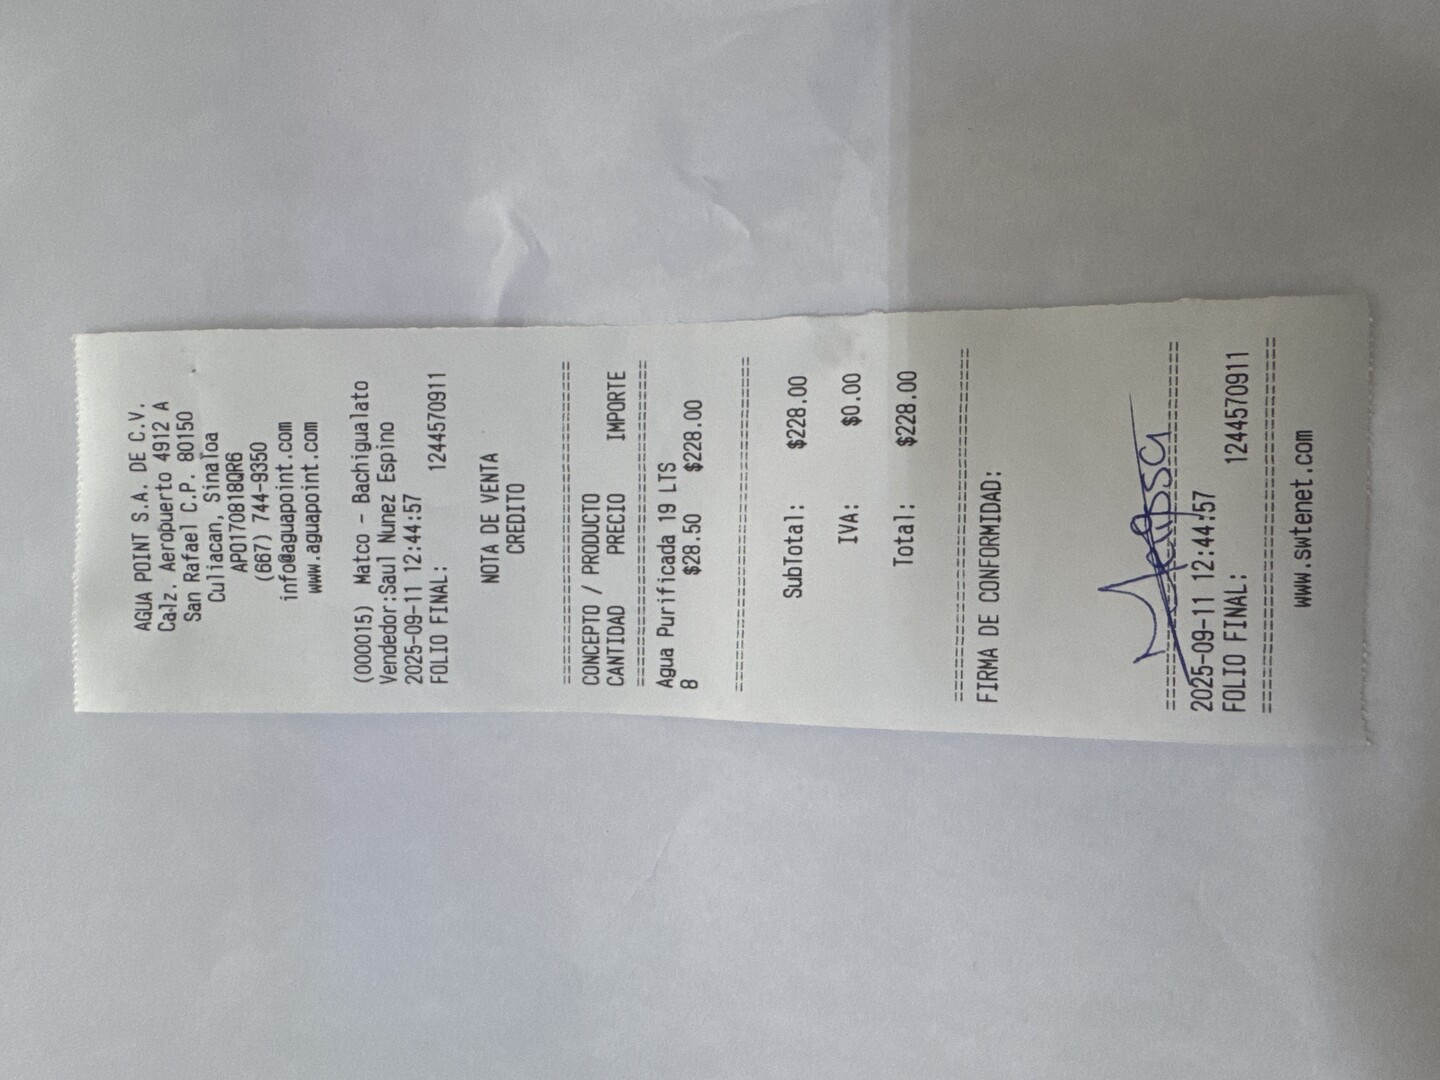 AGUA POINT S.A. DE C.V.
Calz. Aeropuerto 4912 A
San Rafael C.P. 80150
Culiacan, Sinaloa
APO170818QR6
(667) 744-9350
info@aguapoint.com
www.aguapoint.com
(000015) Matco - Bachigualato
Vendedor:Saul Nunez Espino
2025-09-11 12:44:57
FOLIO FINAL: 1244570911
NOTA DE VENTA
CREDITO
==================================
CONCEPTO / PRODUCTO
CANTIDAD PRECIO IMPORTE
==================================
Agua Purificada 19 LTS
8 $28.50 $228.00
==================================
SubTotal: $228.00
IVA: $0.00
Total: $228.00
==================================
FIRMA DE CONFORMIDAD:
==================================
2025-09-11 12:44:57
FOLIO FINAL: 1244570911
==================================
www.swtenet.com